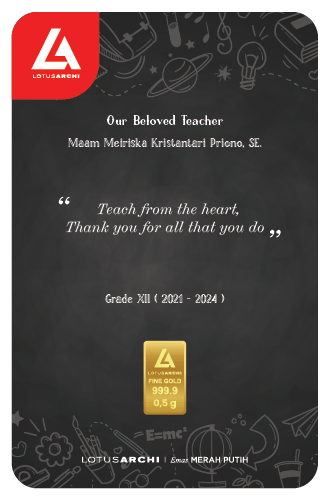 LOTUSARCHI
Our Beloved Teacher
Maam Meiriska Kristantari Priono, SE.
“ Teach from the heart,
Thank you for all that you do „
Grade XII ( 2021 - 2024 )
LOTUSARCHI
FINE GOLD
999.9
0,5 g
E=mc²
LOTUSARCHI | Emas MERAH PUTIH